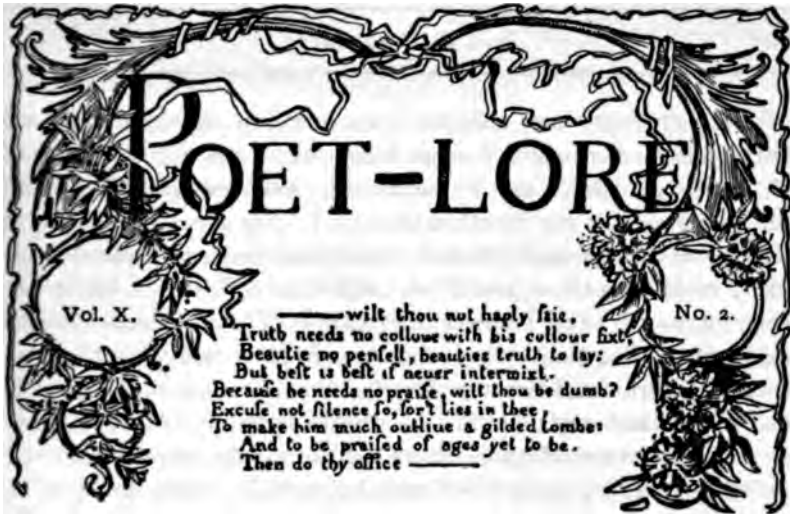 POET-LORE
Vol. X.
No. 2.
——— wilt thou not haply ſaie,
Truth needs no collour with his collour fixt,
Beautie no penſell, beauties truth to lay:
But beſt is beſt if neuer intermixt.
Becauſe he needs no praiſe, wilt thou be dumb?
Excuſe not ſilence ſo, for't lies in thee,
To make him much outliue a gilded tombe:
And to be praiſed of ages yet to be.
Then do thy office ———